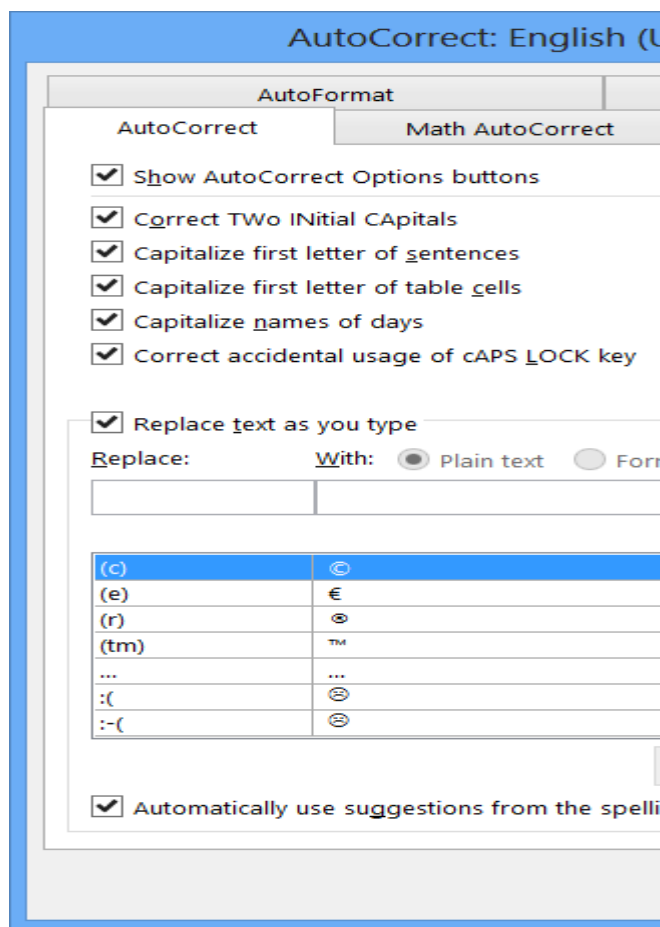 AutoCorrect: English (U
AutoFormat
AutoCorrect Math AutoCorrect
Show AutoCorrect Options buttons
Correct TWo INitial CApitals
Capitalize first letter of sentences
Capitalize first letter of table cells
Capitalize names of days
Correct accidental usage of cAPS LOCK key
Replace text as you type
Replace: With: Plain text Forr
(c) ©
(e) €
(r) ®
(tm) ™
... ...
:( ☹
:-( ☹
Automatically use suggestions from the spelli